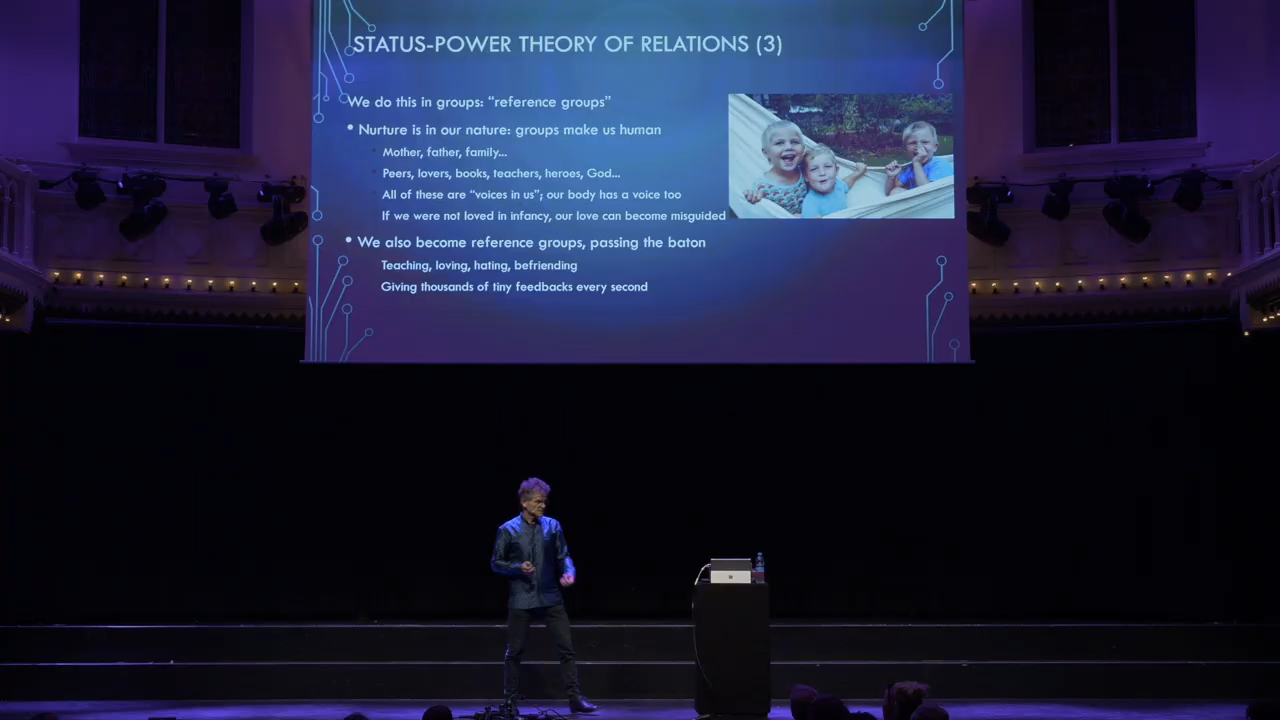 STATUS-POWER THEORY OF RELATIONS (3)
We do this in groups: “reference groups”
• Nurture is in our nature: groups make us human
• Mother, father, family...
• Peers, lovers, books, teachers, heroes, God...
• All of these are “voices in us”; our body has a voice too
If we were not loved in infancy, our love can become misguided
• We also become reference groups, passing the baton
Teaching, loving, hating, befriending
Giving thousands of tiny feedbacks every second